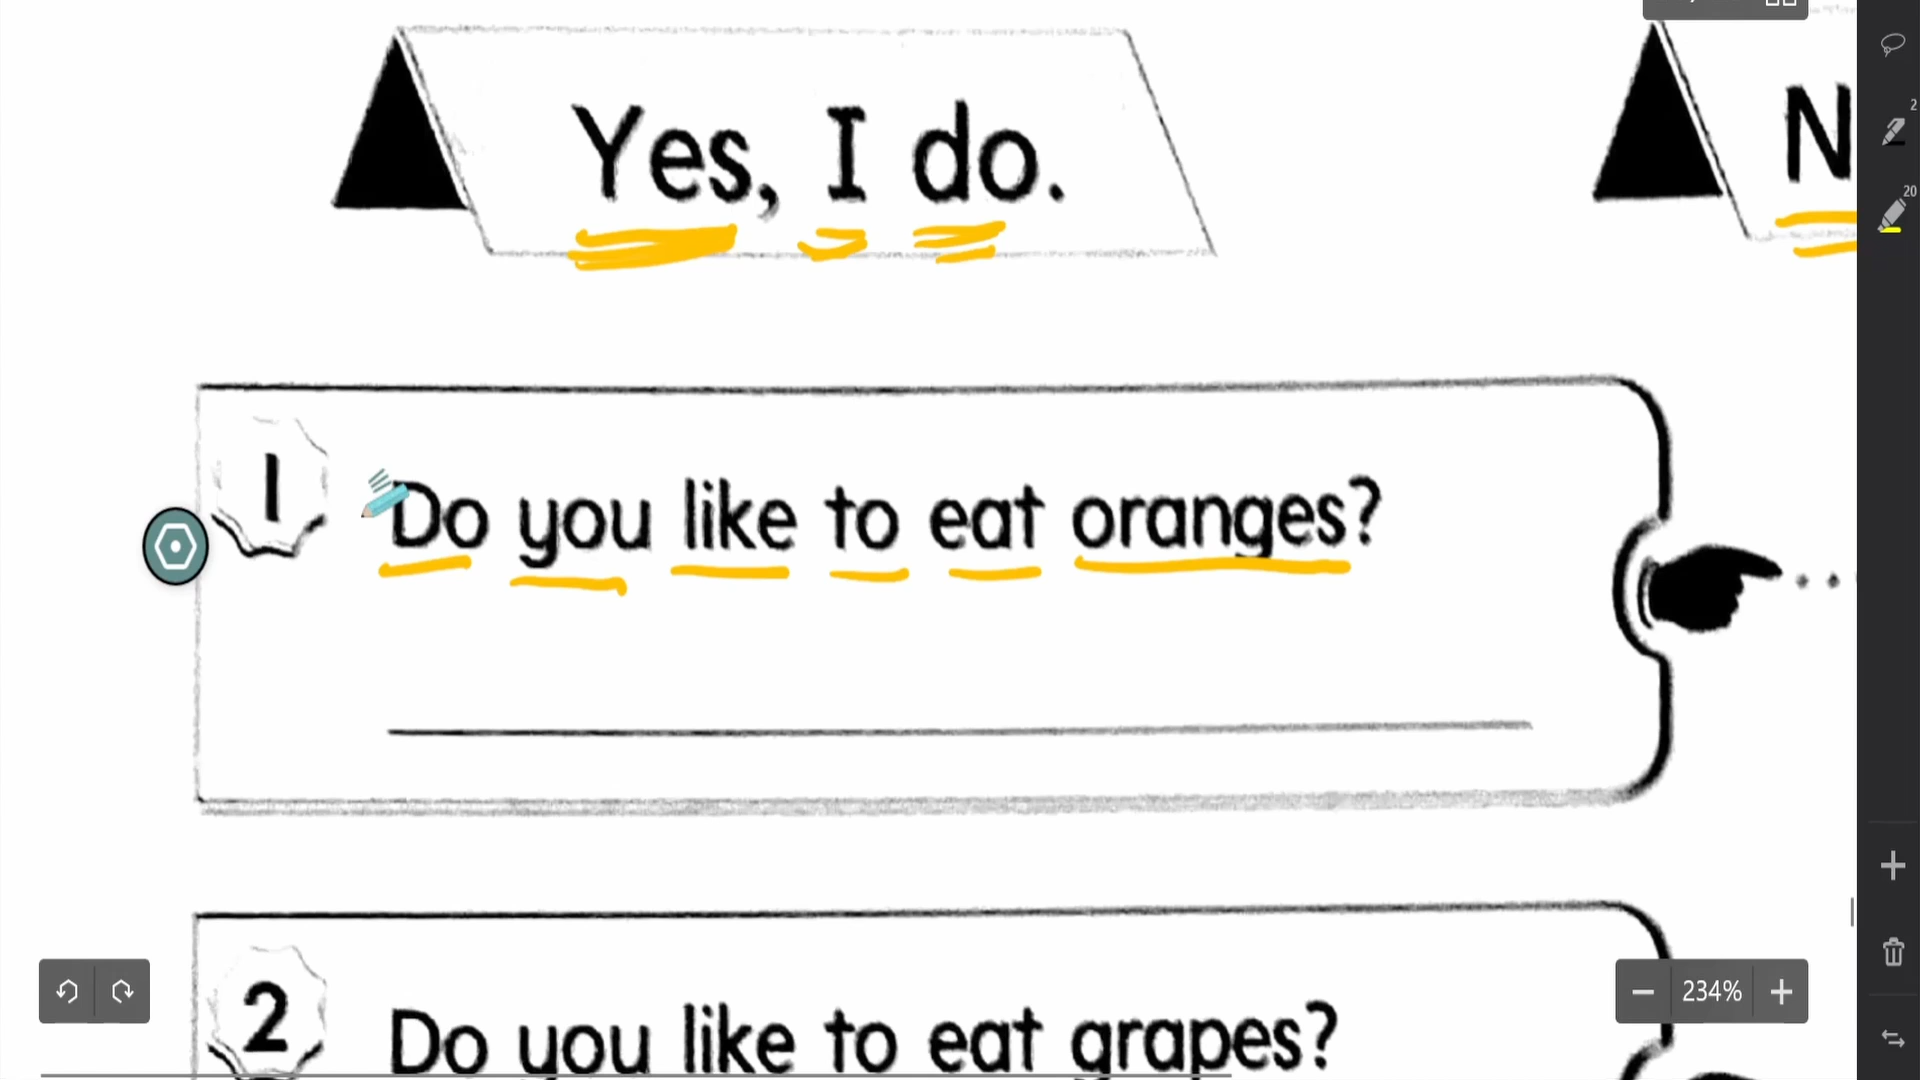 Yes, I do.
N
1
Do you like to eat oranges?
2
Do you like to eat grapes?
234%
2
20